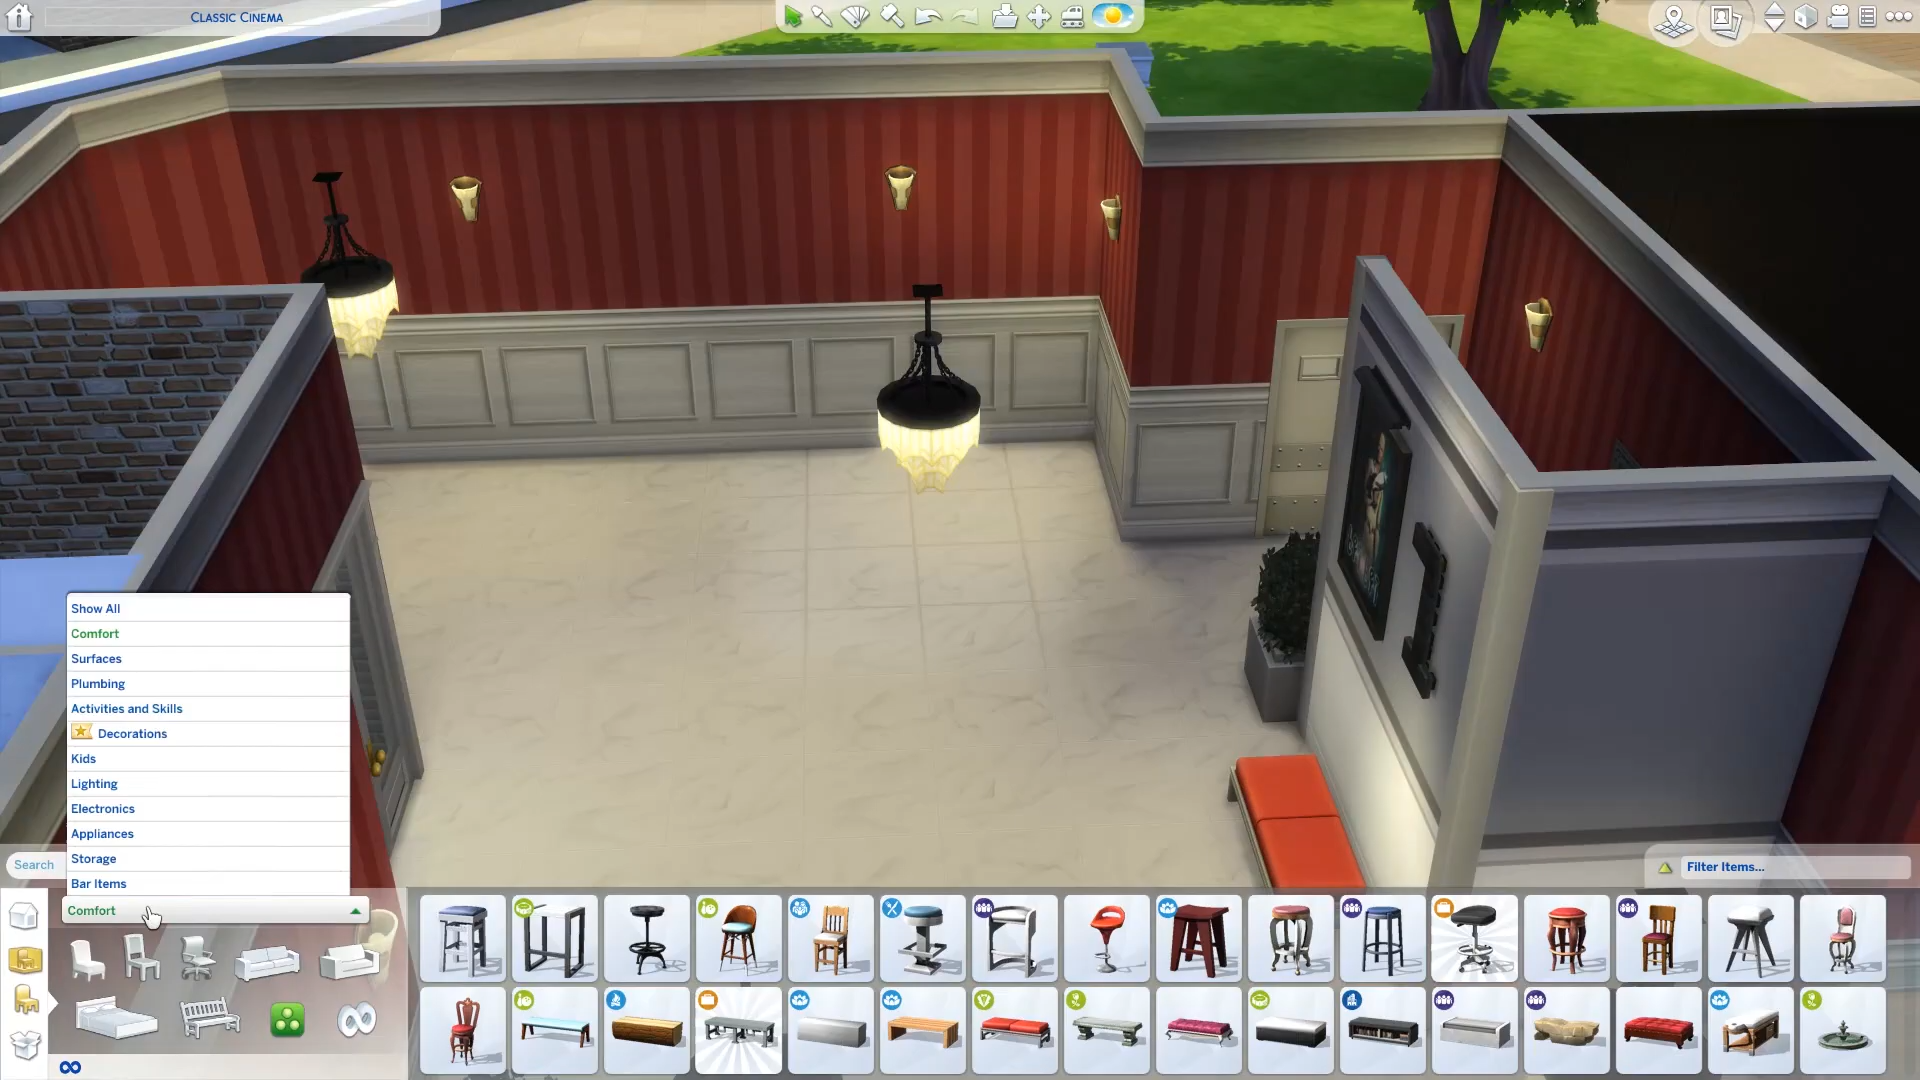 CLASSIC CINEMA
Show All
Comfort
Surfaces
Plumbing
Activities and Skills
Decorations
Kids
Lighting
Electronics
Appliances
Storage
Bar Items
Search
Comfort
Filter Items...